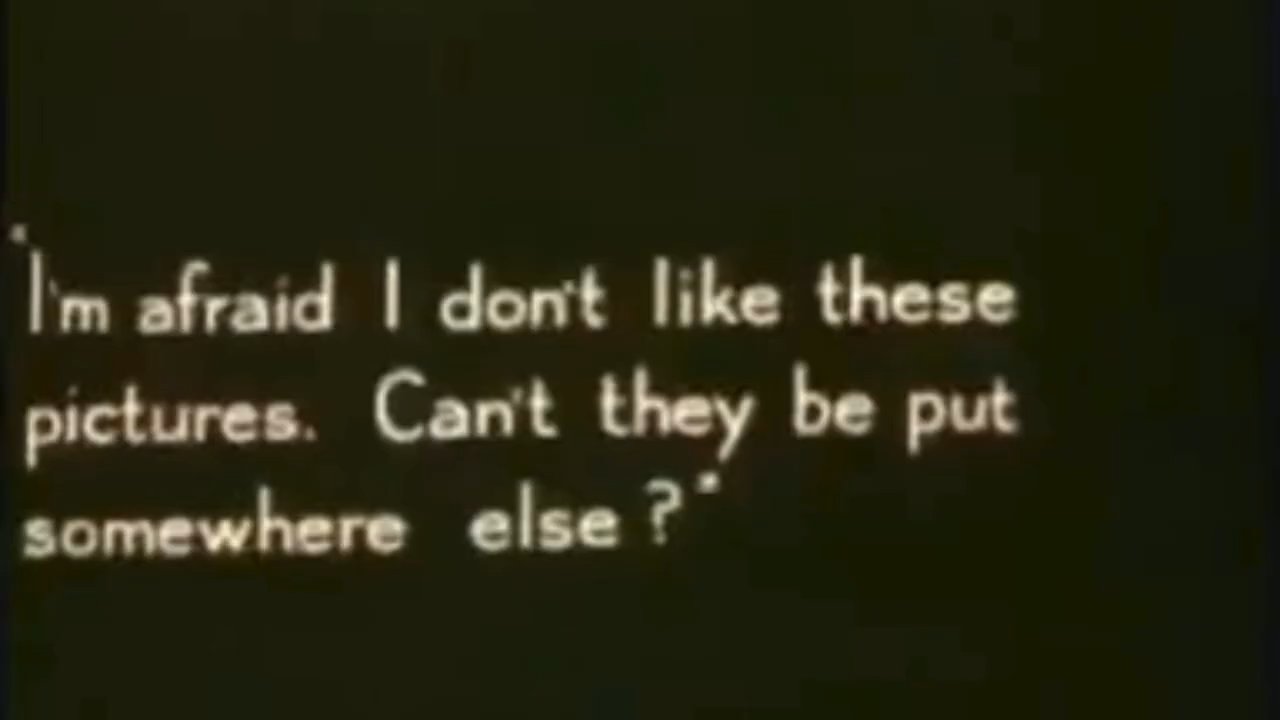 "I'm afraid I don't like these
pictures. Can't they be put
somewhere else?"